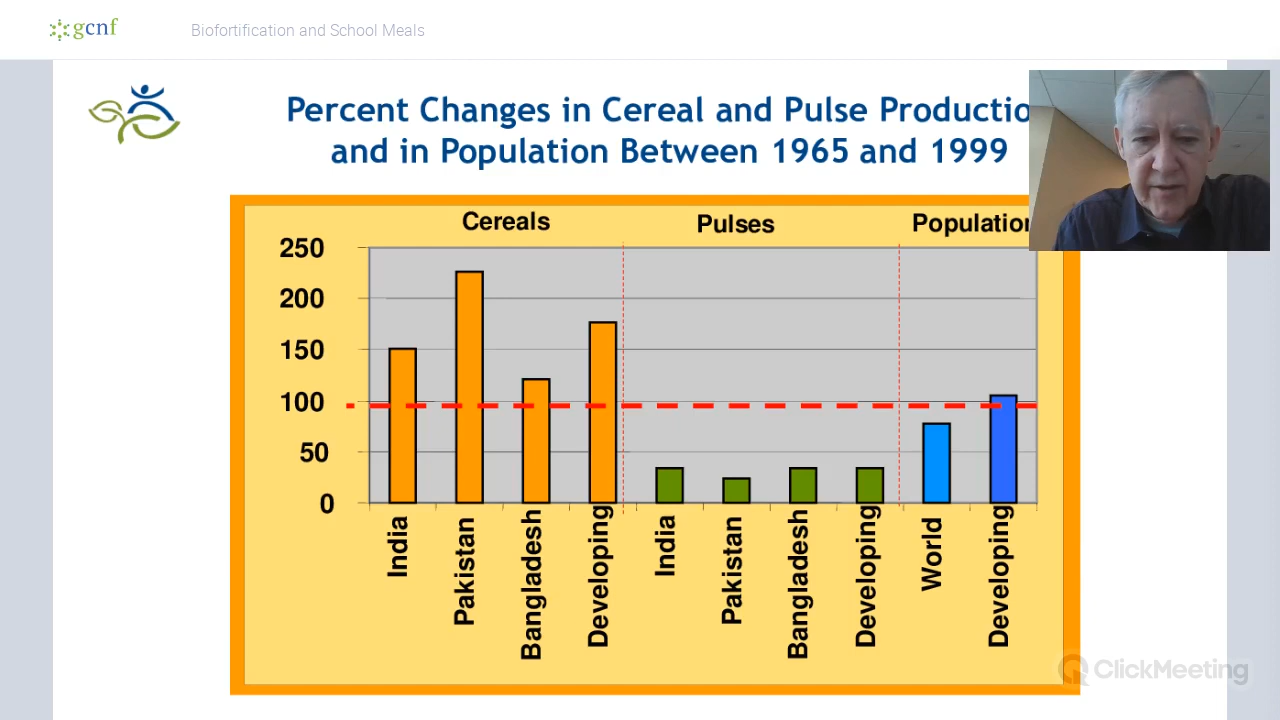 gcnf
Biofortification and School Meals
Percent Changes in Cereal and Pulse Productio
and in Population Between 1965 and 1999
Cereals
Pulses
Population
250
200
150
100
50
0
India
Pakistan
Bangladesh
Developing
India
Pakistan
Bangladesh
Developing
World
Developing
ClickMeeting